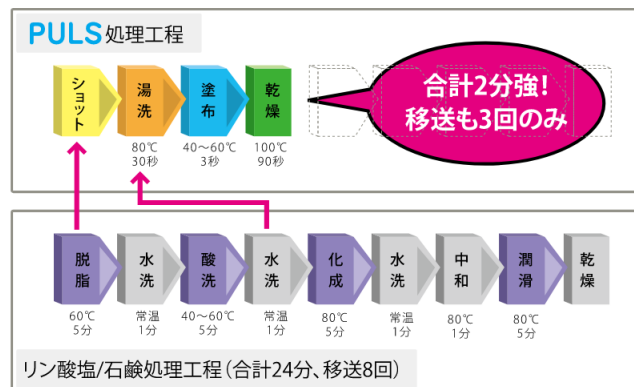 PULS処理工程
ショット
湯洗
塗布
乾燥
合計2分強!
移送も3回のみ
80℃
30秒
40〜60℃
3秒
100℃
90秒
脱脂
水洗
酸洗
水洗
化成
水洗
中和
潤滑
乾燥
60℃
5分
常温
1分
40〜60℃
5分
常温
1分
80℃
5分
常温
1分
80℃
1分
80℃
5分
リン酸塩/石鹸処理工程(合計24分、移送8回)